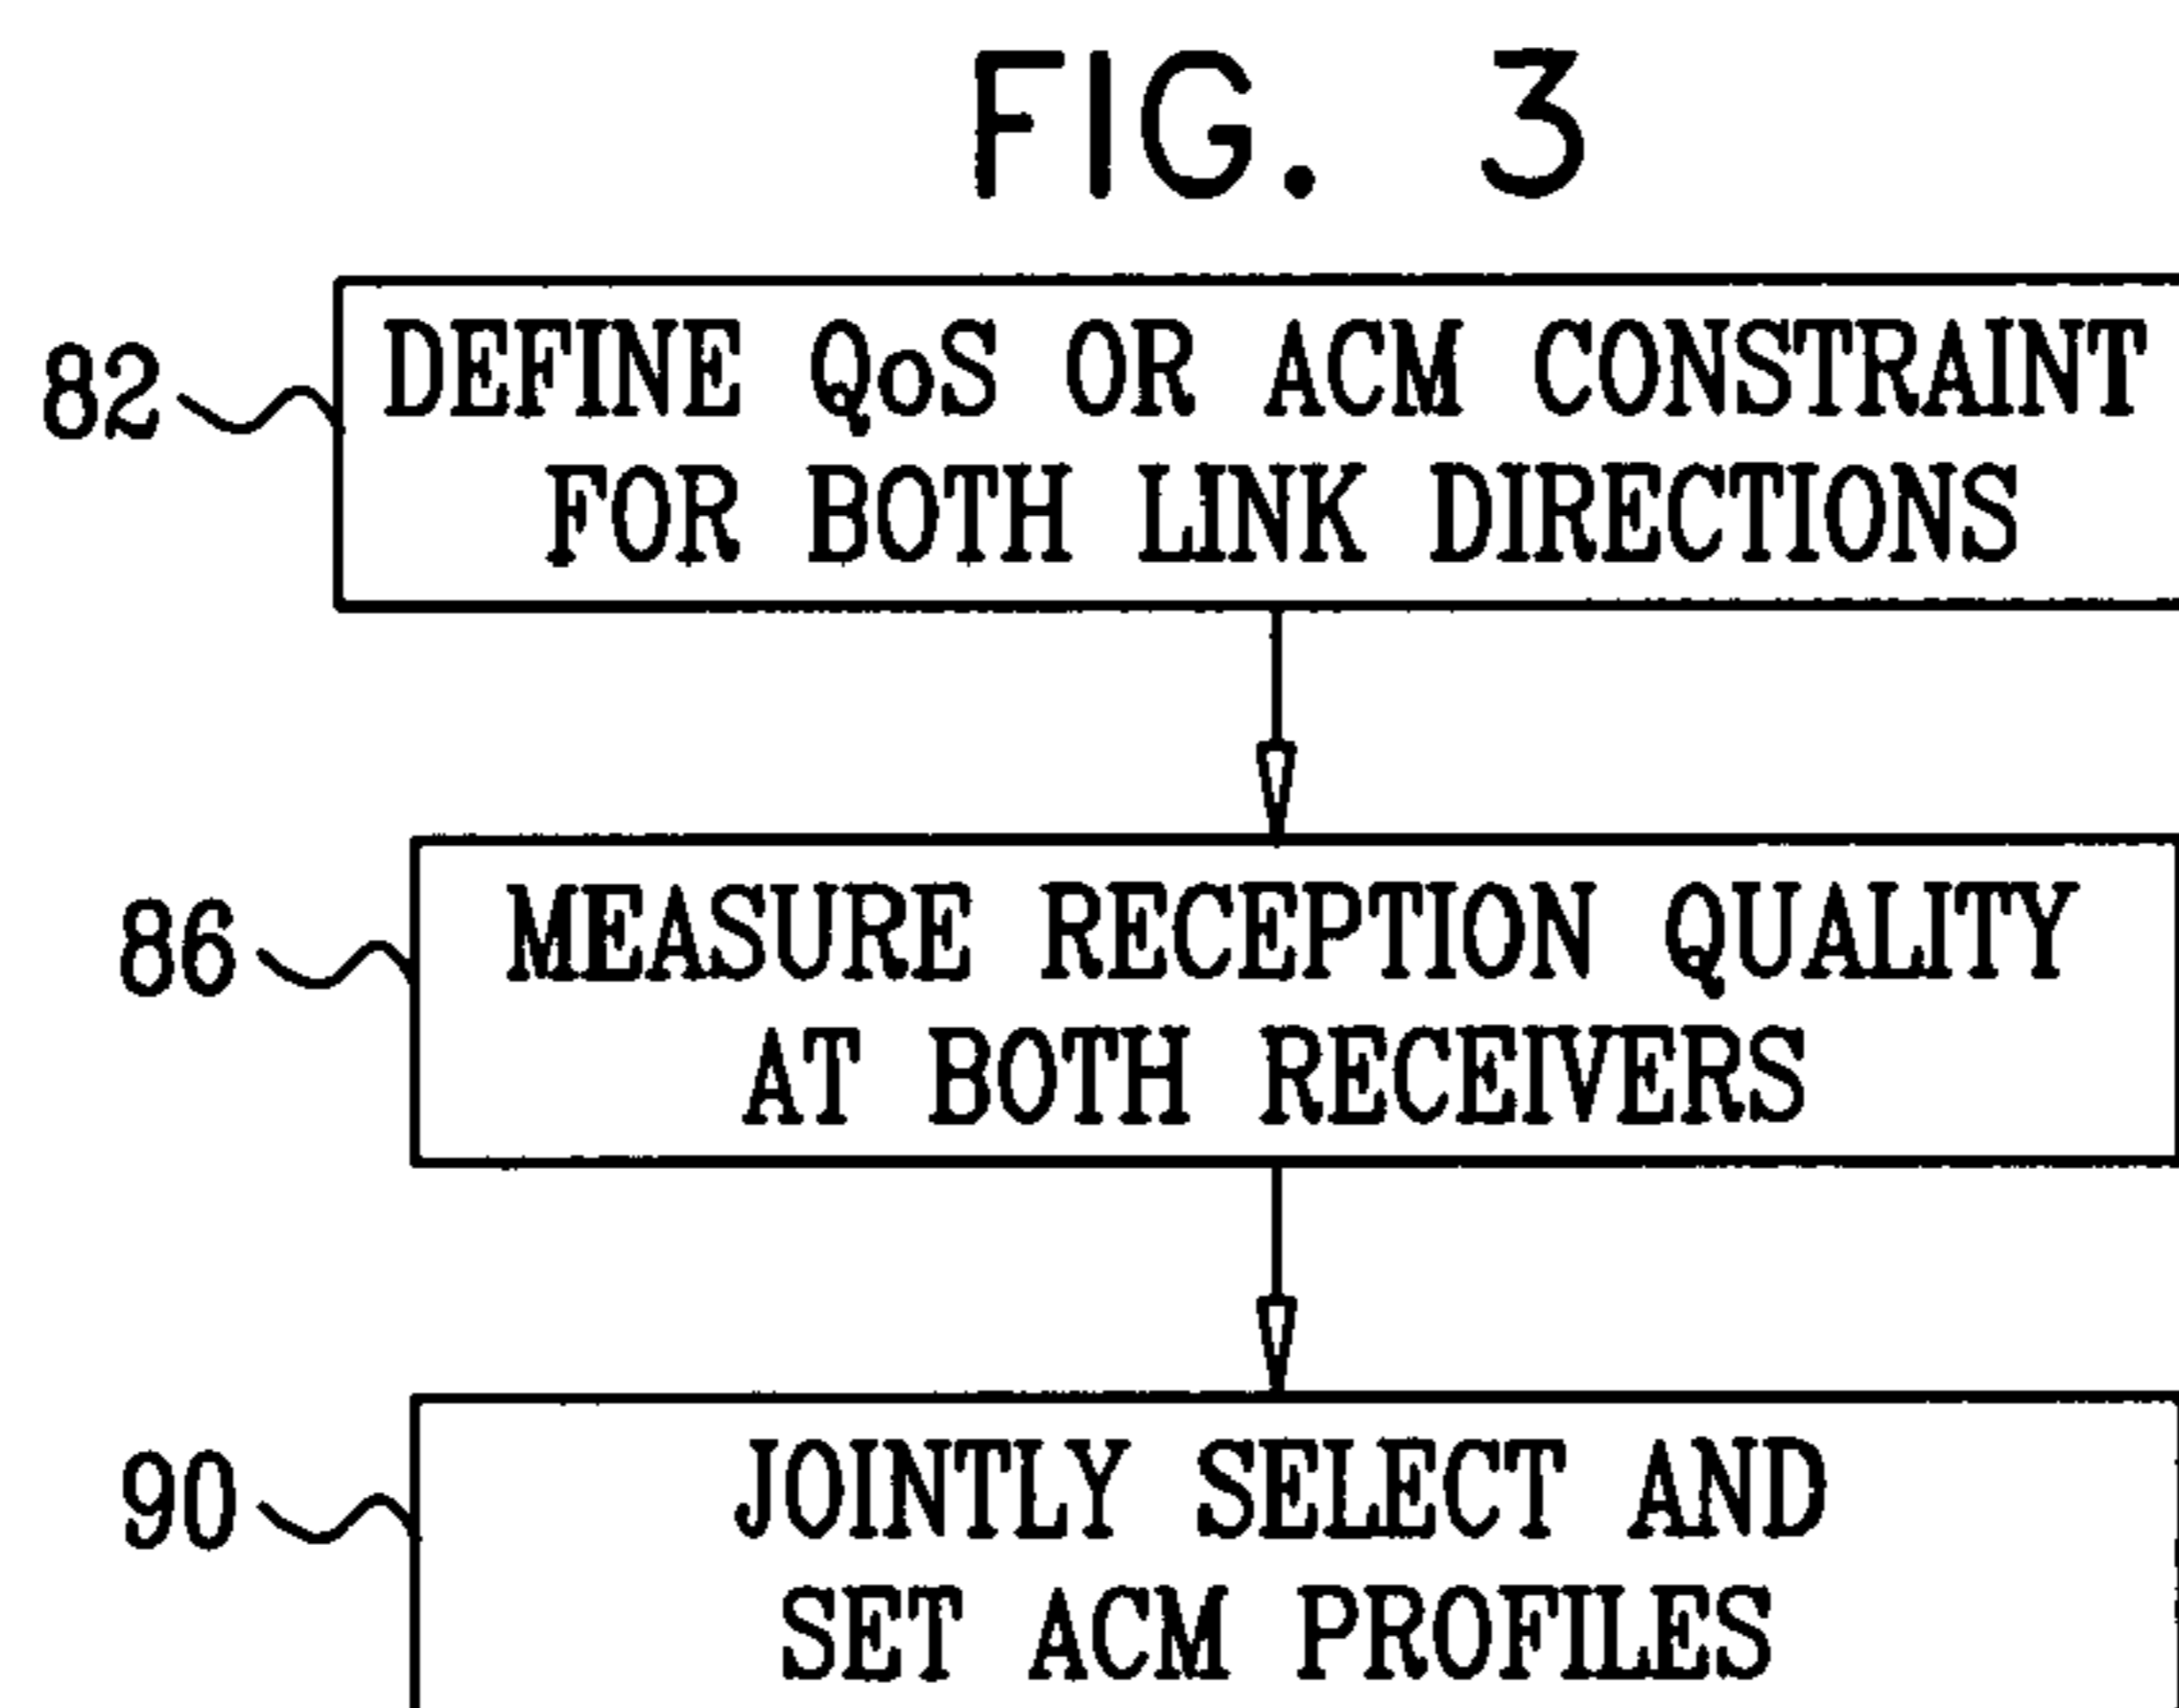 FIG. 3
82
DEFINE QoS OR ACM CONSTRAINT
FOR BOTH LINK DIRECTIONS
86
MEASURE RECEPTION QUALITY
AT BOTH RECEIVERS
90
JOINTLY SELECT AND
SET ACM PROFILES